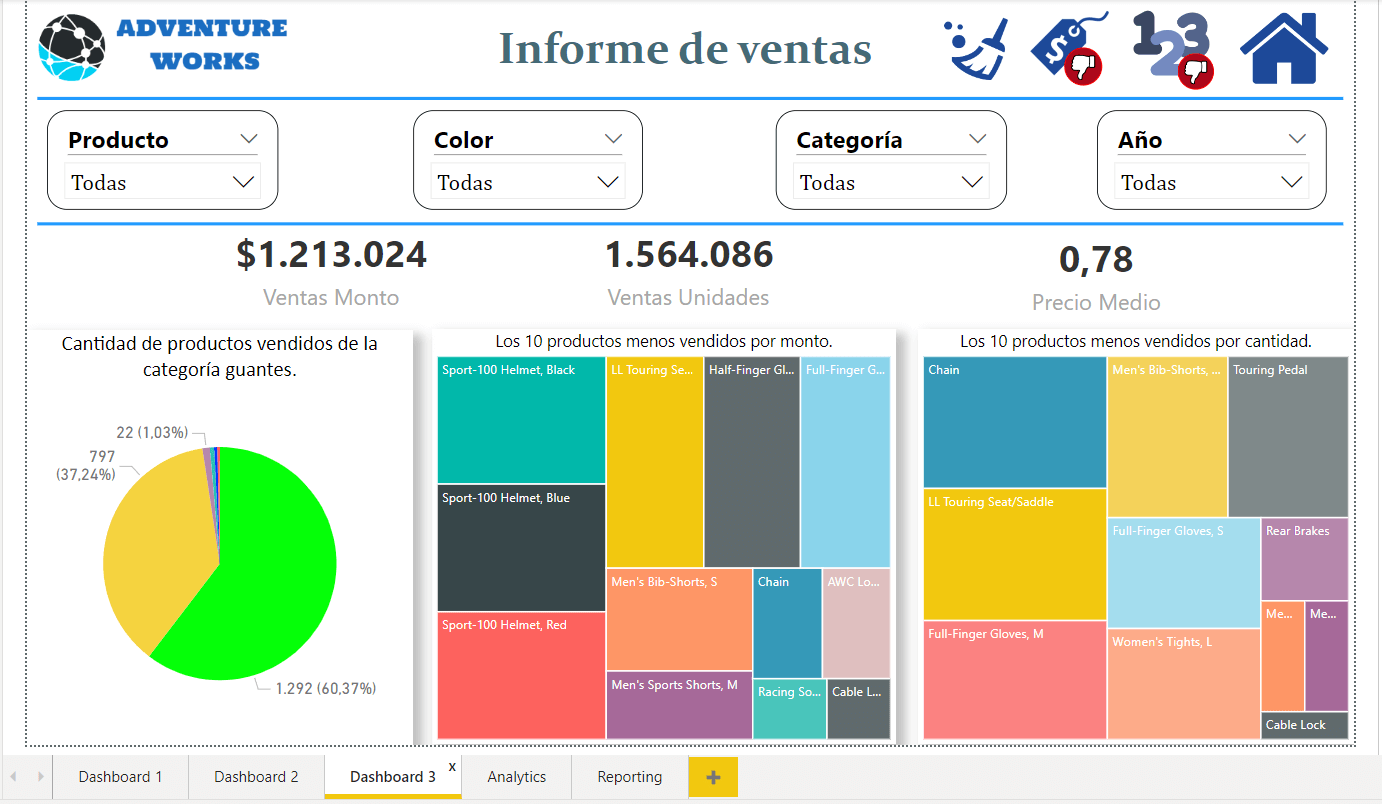 ADVENTURE
WORKS
Informe de ventas
$
123
Producto
Todas
Color
Todas
Categoría
Todas
Año
Todas
$1.213.024
Ventas Monto
1.564.086
Ventas Unidades
0,78
Precio Medio
Cantidad de productos vendidos de la
categoría guantes.
22 (1,03%)
797
(37,24%)
1.292 (60,37%)
Los 10 productos menos vendidos por monto.
Sport-100 Helmet, Black
Sport-100 Helmet, Blue
Sport-100 Helmet, Red
LL Touring Se...
Half-Finger Gl...
Full-Finger G...
Men's Bib-Shorts, S
Men's Sports Shorts, M
Chain
AWC Lo...
Racing So...
Cable L...
Los 10 productos menos vendidos por cantidad.
Chain
LL Touring Seat/Saddle
Full-Finger Gloves, M
Men's Bib-Shorts, ...
Touring Pedal
Full-Finger Gloves, S
Women's Tights, L
Rear Brakes
Me...
Me...
Cable Lock
Dashboard 1
Dashboard 2
Dashboard 3
x
Analytics
Reporting
+